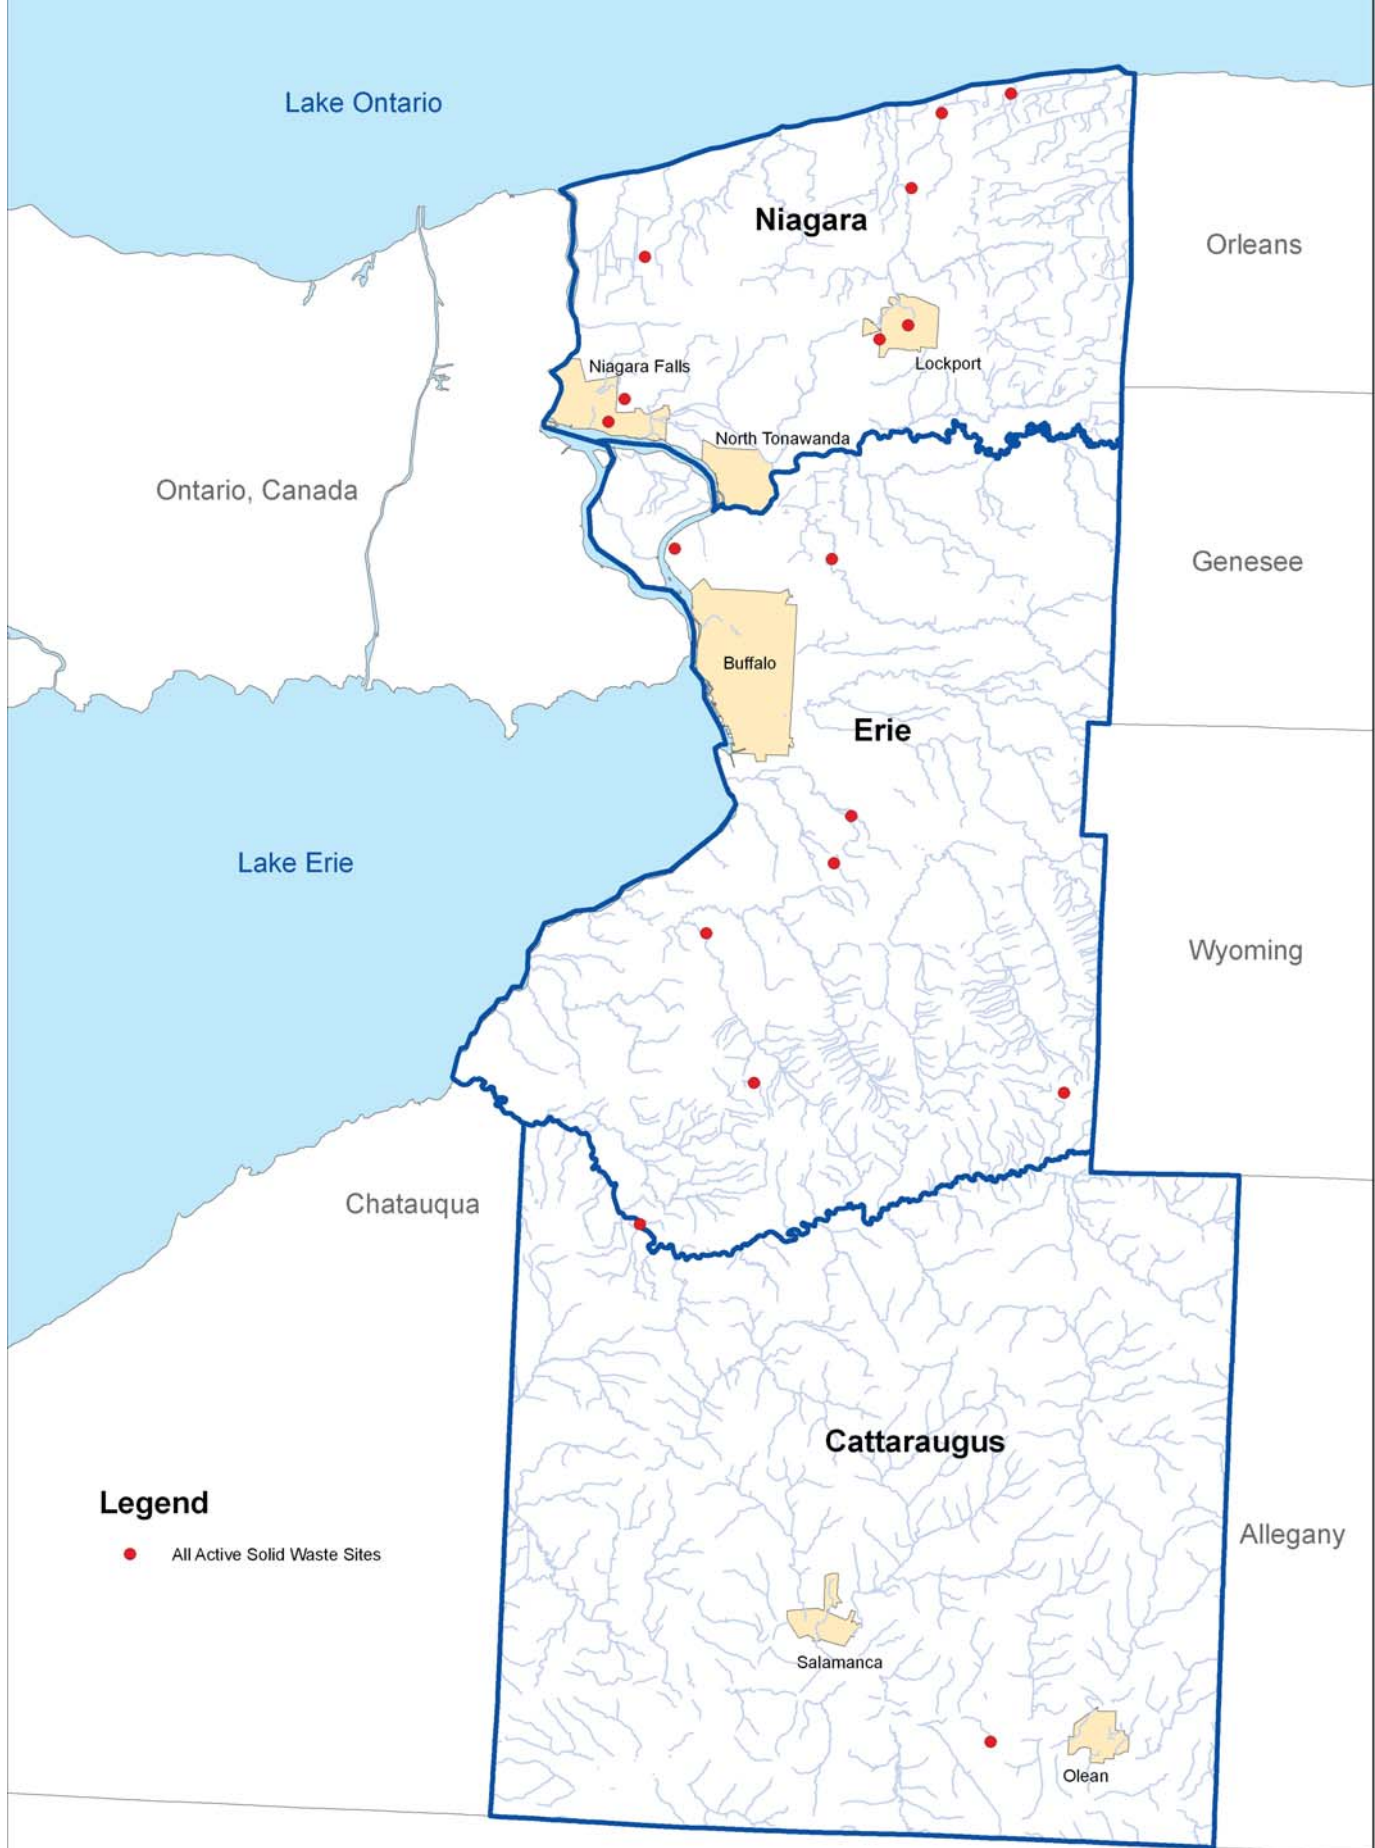 Lake Ontario
Niagara
Orleans
Niagara Falls
Lockport
North Tonawanda
Ontario, Canada
Genesee
Buffalo
Erie
Lake Erie
Wyoming
Chatauqua
Cattaraugus
Legend
All Active Solid Waste Sites
Allegany
Salamanca
Olean